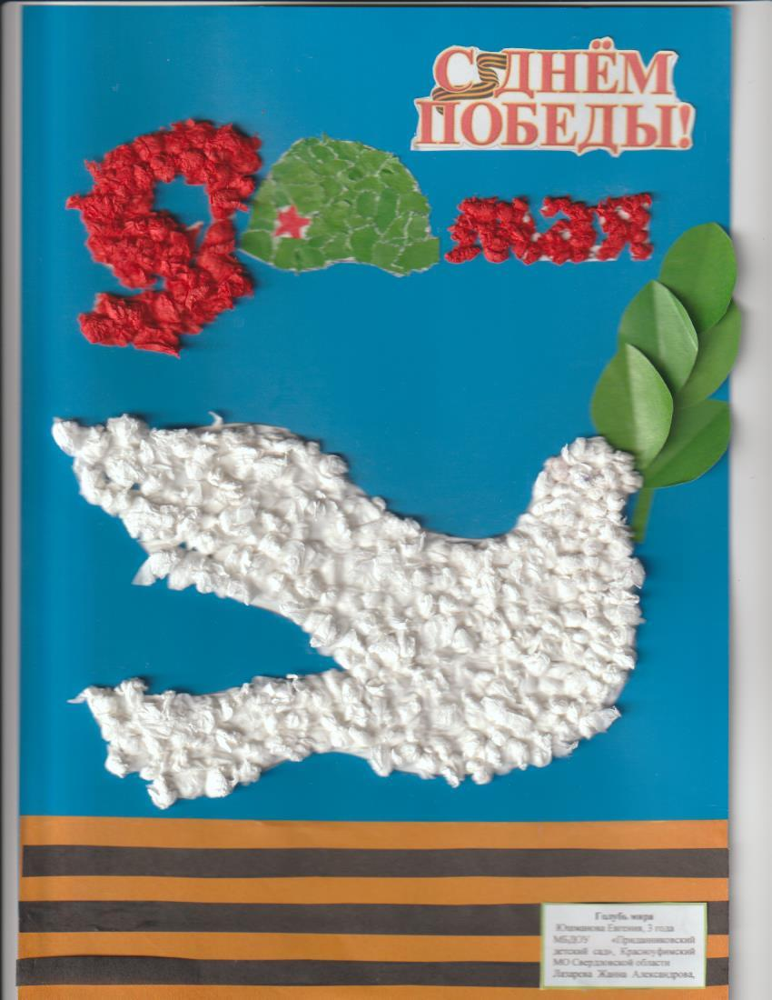 С ДНЁМ
ПОБЕДЫ!
9 мая
Голубь мира
Юшманова Евгения, 3 года
МБДОУ «Приданниковский
детский сад», Красноуфимский
МО Свердловской области
Лазарева Жанна Александровна,